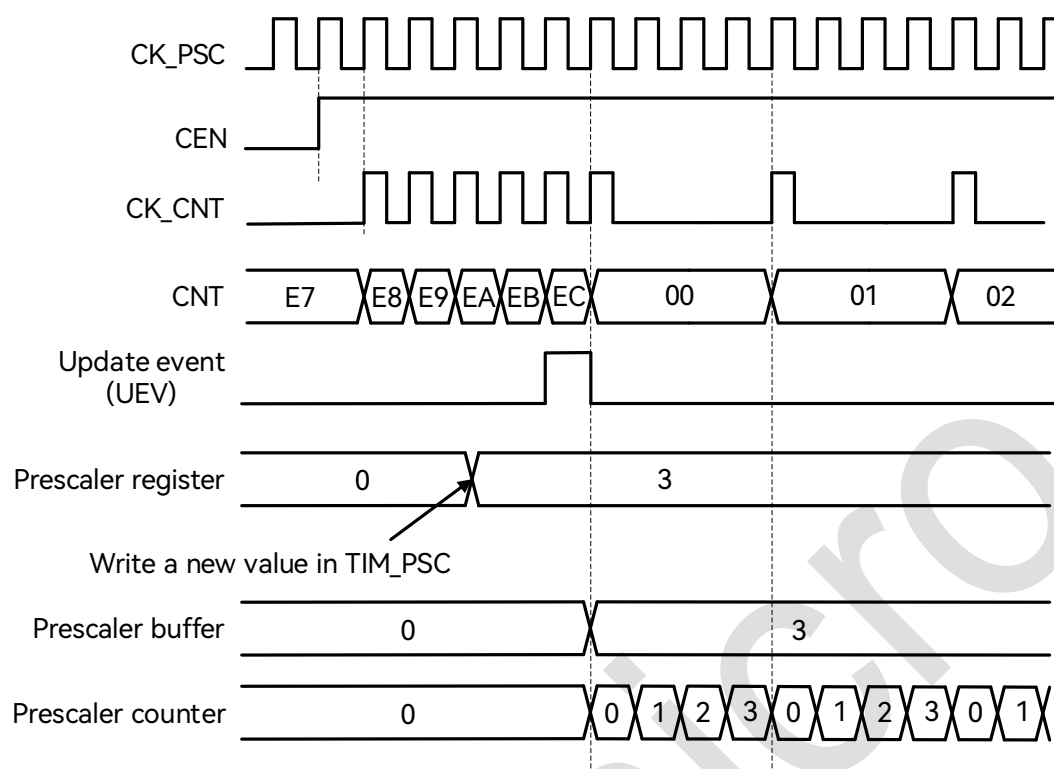 CK_PSC
CEN
CK_CNT
CNT E7 E8 E9 EA EB EC 00 01 02
Update event
(UEV)
Prescaler register 0 3
Write a new value in TIM_PSC
Prescaler buffer 0 3
Prescaler counter 0 0 1 2 3 0 1 2 3 0 1
micro